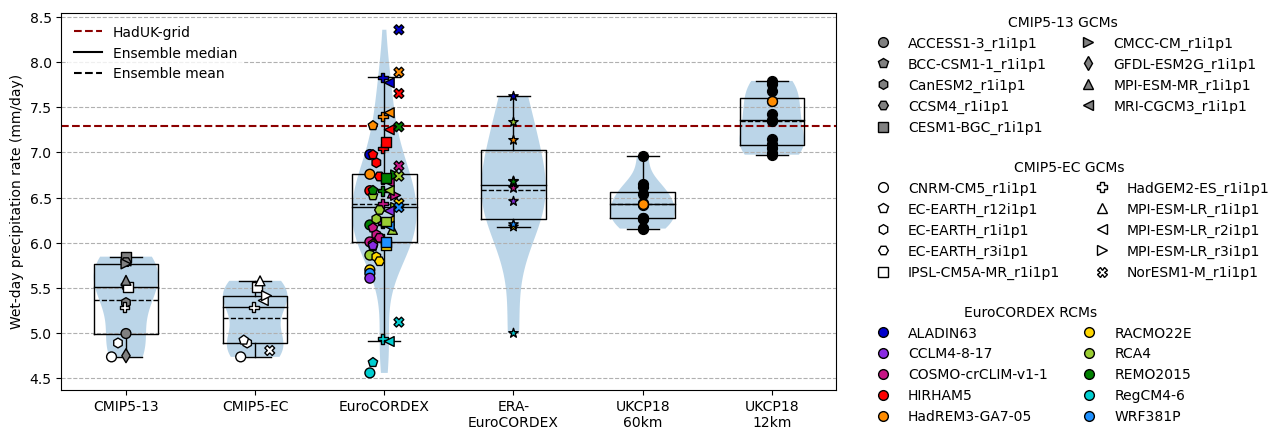 Wet-day precipitation rate (mm/day)
8.5
8.0
7.5
7.0
6.5
6.0
5.5
5.0
4.5
HadUK-grid
Ensemble median
Ensemble mean
CMIP5-13
CMIP5-EC
EuroCORDEX
ERA-
EuroCORDEX
UKCP18
60km
UKCP18
12km
CMIP5-13 GCMs
ACCESS1-3_r1i1p1
BCC-CSM1-1_r1i1p1
CanESM2_r1i1p1
CCSM4_r1i1p1
CESM1-BGC_r1i1p1
CMCC-CM_r1i1p1
GFDL-ESM2G_r1i1p1
MPI-ESM-MR_r1i1p1
MRI-CGCM3_r1i1p1
CMIP5-EC GCMs
CNRM-CM5_r1i1p1
EC-EARTH_r12i1p1
EC-EARTH_r1i1p1
EC-EARTH_r3i1p1
IPSL-CM5A-MR_r1i1p1
HadGEM2-ES_r1i1p1
MPI-ESM-LR_r1i1p1
MPI-ESM-LR_r2i1p1
MPI-ESM-LR_r3i1p1
NorESM1-M_r1i1p1
EuroCORDEX RCMs
ALADIN63
CCLM4-8-17
COSMO-crCLIM-v1-1
HIRHAM5
HadREM3-GA7-05
RACMO22E
RCA4
REMO2015
RegCM4-6
WRF381P